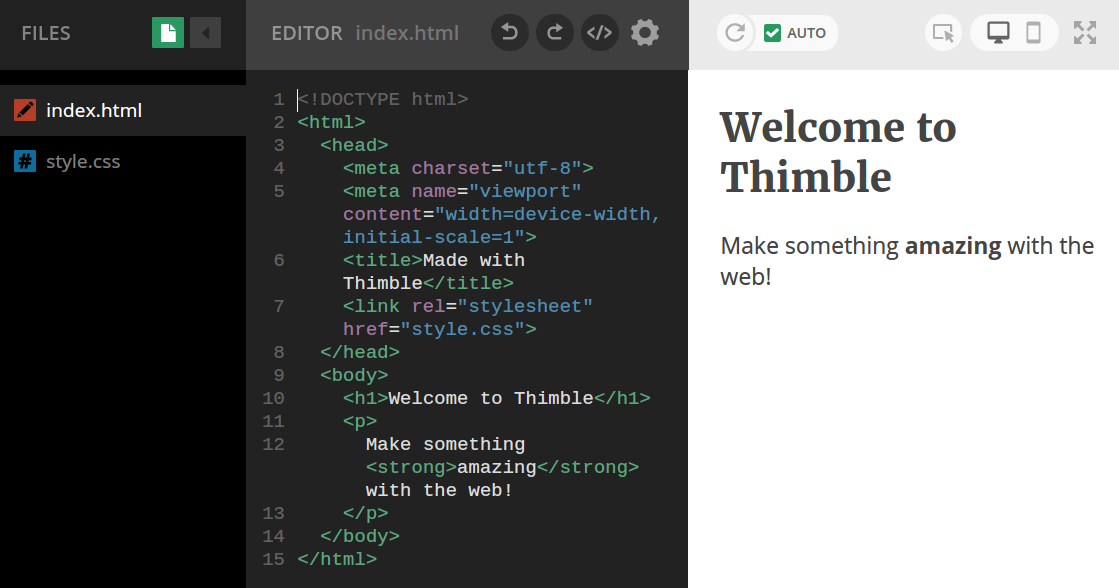 FILES
EDITOR index.html
</>
AUTO
index.html
# style.css
1 <!DOCTYPE html>
2 <html>
3 <head>
4 <meta charset="utf-8">
5 <meta name="viewport"
content="width=device-width,
initial-scale=1">
6 <title>Made with
Thimble</title>
7 <link rel="stylesheet"
href="style.css">
8 </head>
9 <body>
10 <h1>Welcome to Thimble</h1>
11 <p>
12 Make something
<strong>amazing</strong>
with the web!
13 </p>
14 </body>
15 </html>
Welcome to
Thimble
Make something amazing with the
web!